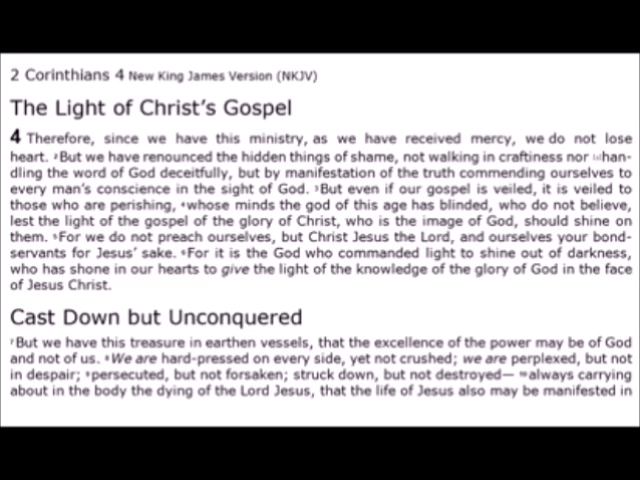 2 Corinthians 4 New King James Version (NKJV)
The Light of Christ's Gospel
4 Therefore, since we have this ministry, as we have received mercy, we do not lose
heart. 2But we have renounced the hidden things of shame, not walking in craftiness nor han-
dling the word of God deceitfully, but by manifestation of the truth commending ourselves to
every man's conscience in the sight of God. 3But even if our gospel is veiled, it is veiled to
those who are perishing, 4whose minds the god of this age has blinded, who do not believe,
lest the light of the gospel of the glory of Christ, who is the image of God, should shine on
them. 5For we do not preach ourselves, but Christ Jesus the Lord, and ourselves your bond-
servants for Jesus' sake. 6For it is the God who commanded light to shine out of darkness,
who has shone in our hearts to give the light of the knowledge of the glory of God in the face
of Jesus Christ.
Cast Down but Unconquered
7But we have this treasure in earthen vessels, that the excellence of the power may be of God
and not of us. 8We are hard-pressed on every side, yet not crushed; we are perplexed, but not
in despair; 9persecuted, but not forsaken; struck down, but not destroyed— 10always carrying
about in the body the dying of the Lord Jesus, that the life of Jesus also may be manifested in